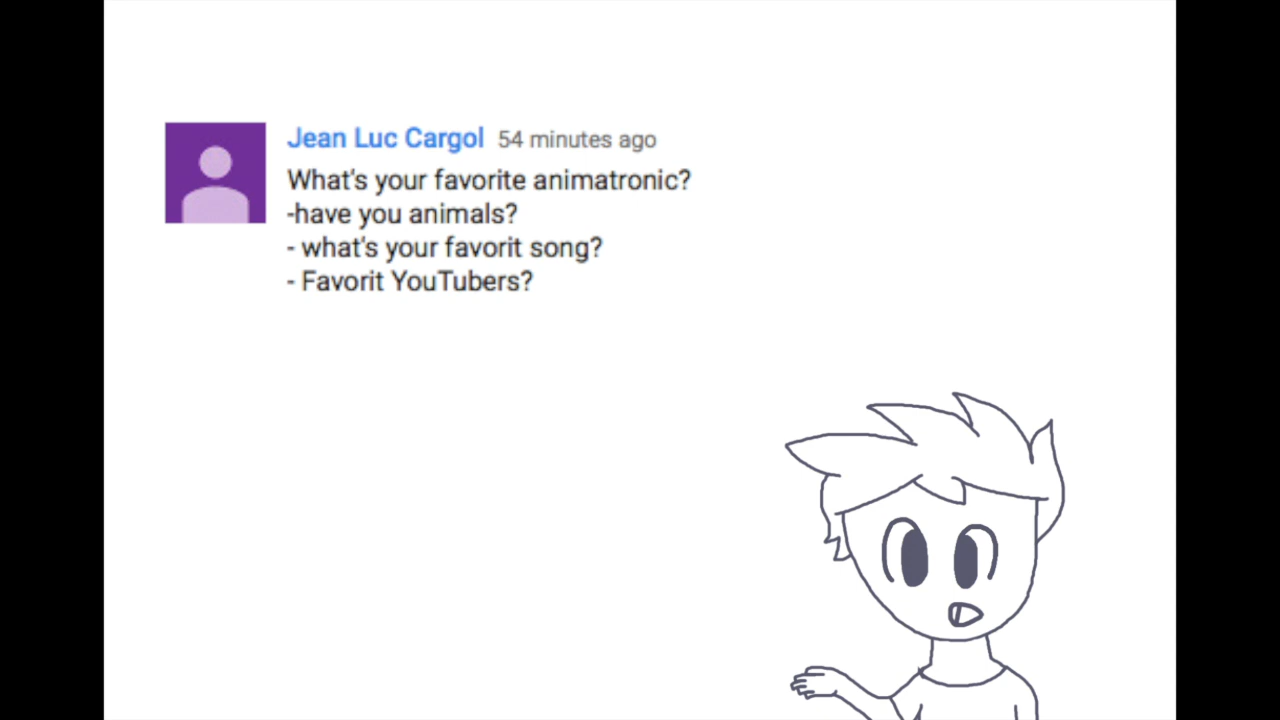 Jean Luc Cargol 54 minutes ago
What's your favorite animatronic?
-have you animals?
- what's your favorit song?
- Favorit YouTubers?